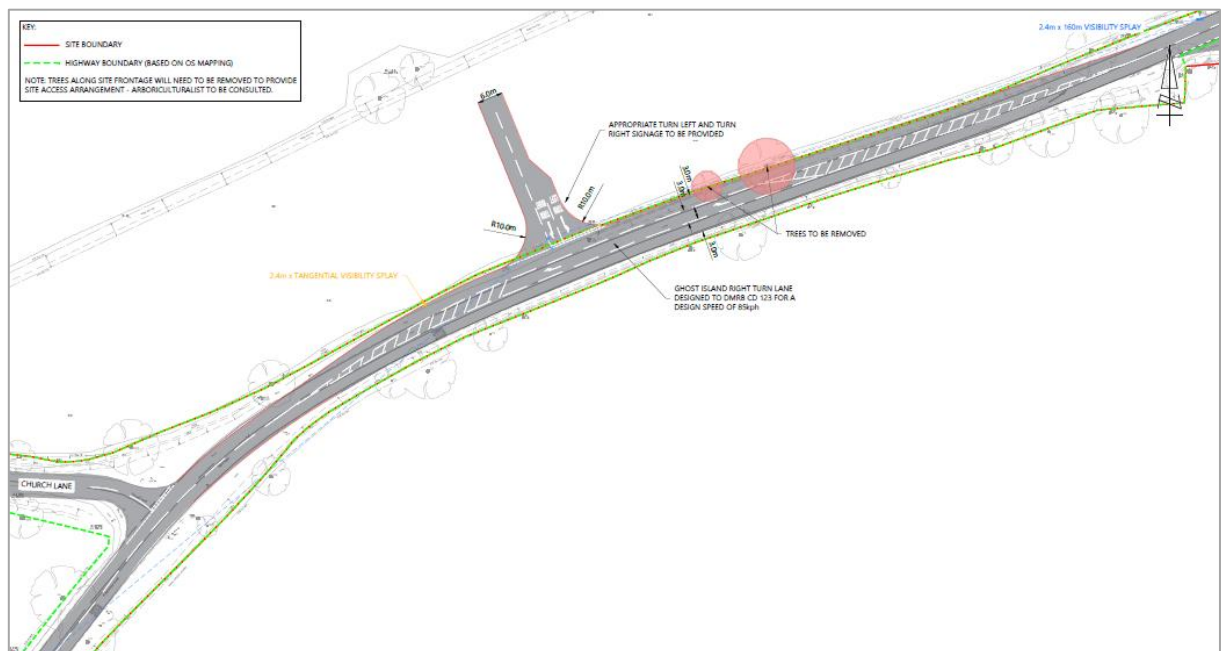 KEY:
SITE BOUNDARY
HIGHWAY BOUNDARY (BASED ON OS MAPPING)
NOTE: TREES ALONG SITE FRONTAGE WILL NEED TO BE REMOVED TO PROVIDE
SITE ACCESS ARRANGEMENT - ARBORICULTURALIST TO BE CONSULTED.
2.4m x 160m VISIBILITY SPLAY
6.0m
APPROPRIATE TURN LEFT AND TURN
RIGHT SIGNAGE TO BE PROVIDED
R10.0m
R10.0m
3.0m
3.0m
3.0m
TREES TO BE REMOVED
2.4m x TANGENTIAL VISIBILITY SPLAY
GHOST ISLAND RIGHT TURN LANE
DESIGNED TO DMRB CD 123 FOR A
DESIGN SPEED OF 85kph
CHURCH LANE